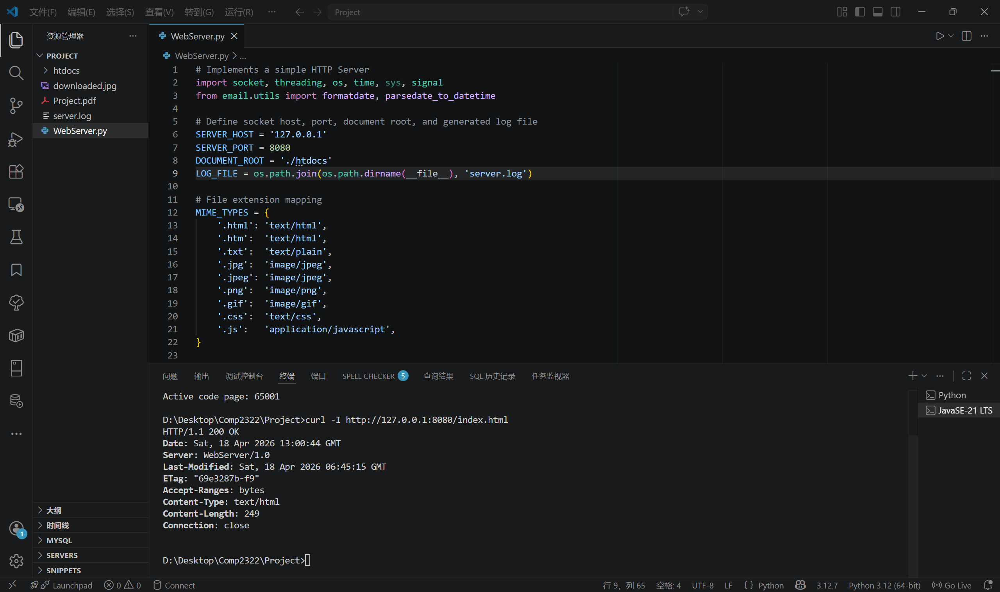 文件(F) 编辑(E) 选择(S) 查看(V) 转到(G) 运行(R) ··· Project
资源管理器
PROJECT
htdocs
downloaded.jpg
Project.pdf
server.log
WebServer.py
大纲
时间线
MYSQL
SERVERS
SNIPPETS
1
WebServer.py
WebServer.py > ...
1 # Implements a simple HTTP Server
2 import socket, threading, os, time, sys, signal
3 from email.utils import formatdate, parsedate_to_datetime
4
5 # Define socket host, port, document root, and generated log file
6 SERVER_HOST = '127.0.0.1'
7 SERVER_PORT = 8080
8 DOCUMENT_ROOT = './htdocs'
9 LOG_FILE = os.path.join(os.path.dirname(__file__), 'server.log')
10
11 # File extension mapping
12 MIME_TYPES = {
13     '.html': 'text/html',
14     '.htm':  'text/html',
15     '.txt':  'text/plain',
16     '.jpg':  'image/jpeg',
17     '.jpeg': 'image/jpeg',
18     '.png':  'image/png',
19     '.gif':  'image/gif',
20     '.css':  'text/css',
21     '.js':   'application/javascript',
22 }
23
问题 输出 调试控制台 终端 端口 SPELL CHECKER 5 查询结果 SQL 历史记录 任务监视器
Active code page: 65001
D:\Desktop\Comp2322\Project>curl -I http://127.0.0.1:8080/index.html
HTTP/1.1 200 OK
Date: Sat, 18 Apr 2026 13:00:44 GMT
Server: WebServer/1.0
Last-Modified: Sat, 18 Apr 2026 06:45:15 GMT
ETag: "69e3287b-f9"
Accept-Ranges: bytes
Content-Type: text/html
Content-Length: 249
Connection: close
D:\Desktop\Comp2322\Project>
Python
JavaSE-21 LTS
Launchpad 0 0 Connect 行 9，列 65 空格: 4 UTF-8 LF {} Python 3.12.7 Python 3.12 (64-bit) Go Live